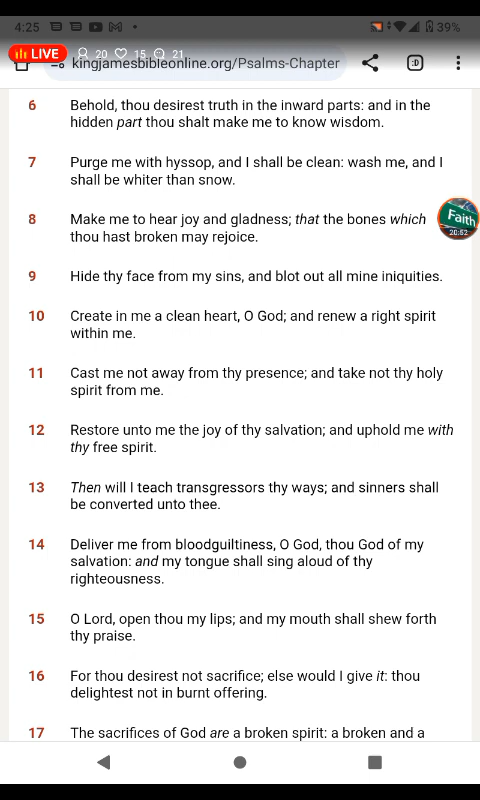 4:25
39%
LIVE 20 15 21
kingjamesbibleonline.org/Psalms-Chapter
:D
6 Behold, thou desirest truth in the inward parts: and in the
hidden part thou shalt make me to know wisdom.
7 Purge me with hyssop, and I shall be clean: wash me, and I
shall be whiter than snow.
8 Make me to hear joy and gladness; that the bones which
thou hast broken may rejoice.
Faith
20:52
9 Hide thy face from my sins, and blot out all mine iniquities.
10 Create in me a clean heart, O God; and renew a right spirit
within me.
11 Cast me not away from thy presence; and take not thy holy
spirit from me.
12 Restore unto me the joy of thy salvation; and uphold me with
thy free spirit.
13 Then will I teach transgressors thy ways; and sinners shall
be converted unto thee.
14 Deliver me from bloodguiltiness, O God, thou God of my
salvation: and my tongue shall sing aloud of thy
righteousness.
15 O Lord, open thou my lips; and my mouth shall shew forth
thy praise.
16 For thou desirest not sacrifice; else would I give it: thou
delightest not in burnt offering.
17 The sacrifices of God are a broken spirit: a broken and a